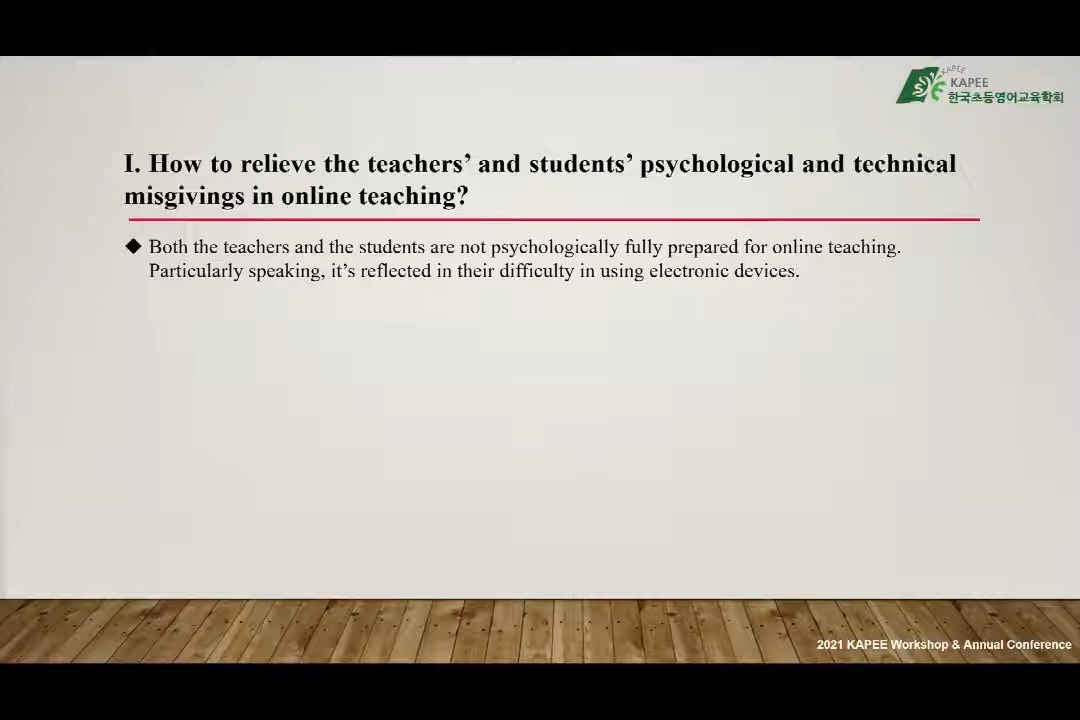 KAPEE
KAPEE
한국초등영어교육학회
I. How to relieve the teachers’ and students’ psychological and technical
misgivings in online teaching?
◆ Both the teachers and the students are not psychologically fully prepared for online teaching.
Particularly speaking, it’s reflected in their difficulty in using electronic devices.
2021 KAPEE Workshop & Annual Conference